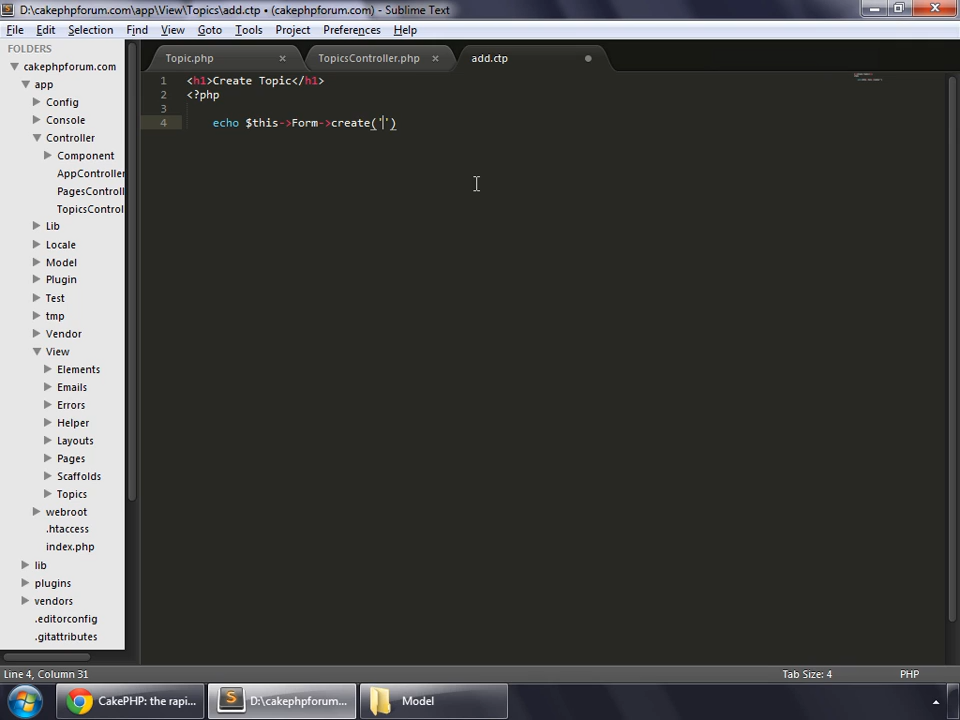 D:\cakephpforum.com\app\View\Topics\add.ctp • (cakephpforum.com) - Sublime Text
File Edit Selection Find View Goto Tools Project Preferences Help
FOLDERS
cakephpforum.com
app
Config
Console
Controller
Component
AppController
PagesControll
TopicsControl
Lib
Locale
Model
Plugin
Test
tmp
Vendor
View
Elements
Emails
Errors
Helper
Layouts
Pages
Scaffolds
Topics
webroot
.htaccess
index.php
lib
plugins
vendors
.editorconfig
.gitattributes
Topic.php
TopicsController.php
add.ctp
1 <h1>Create Topic</h1>
2 <?php
3
4 echo $this->Form->create('')
Line 4, Column 31
Tab Size: 4
PHP
CakePHP: the rapi...
D:\cakephpforum...
Model